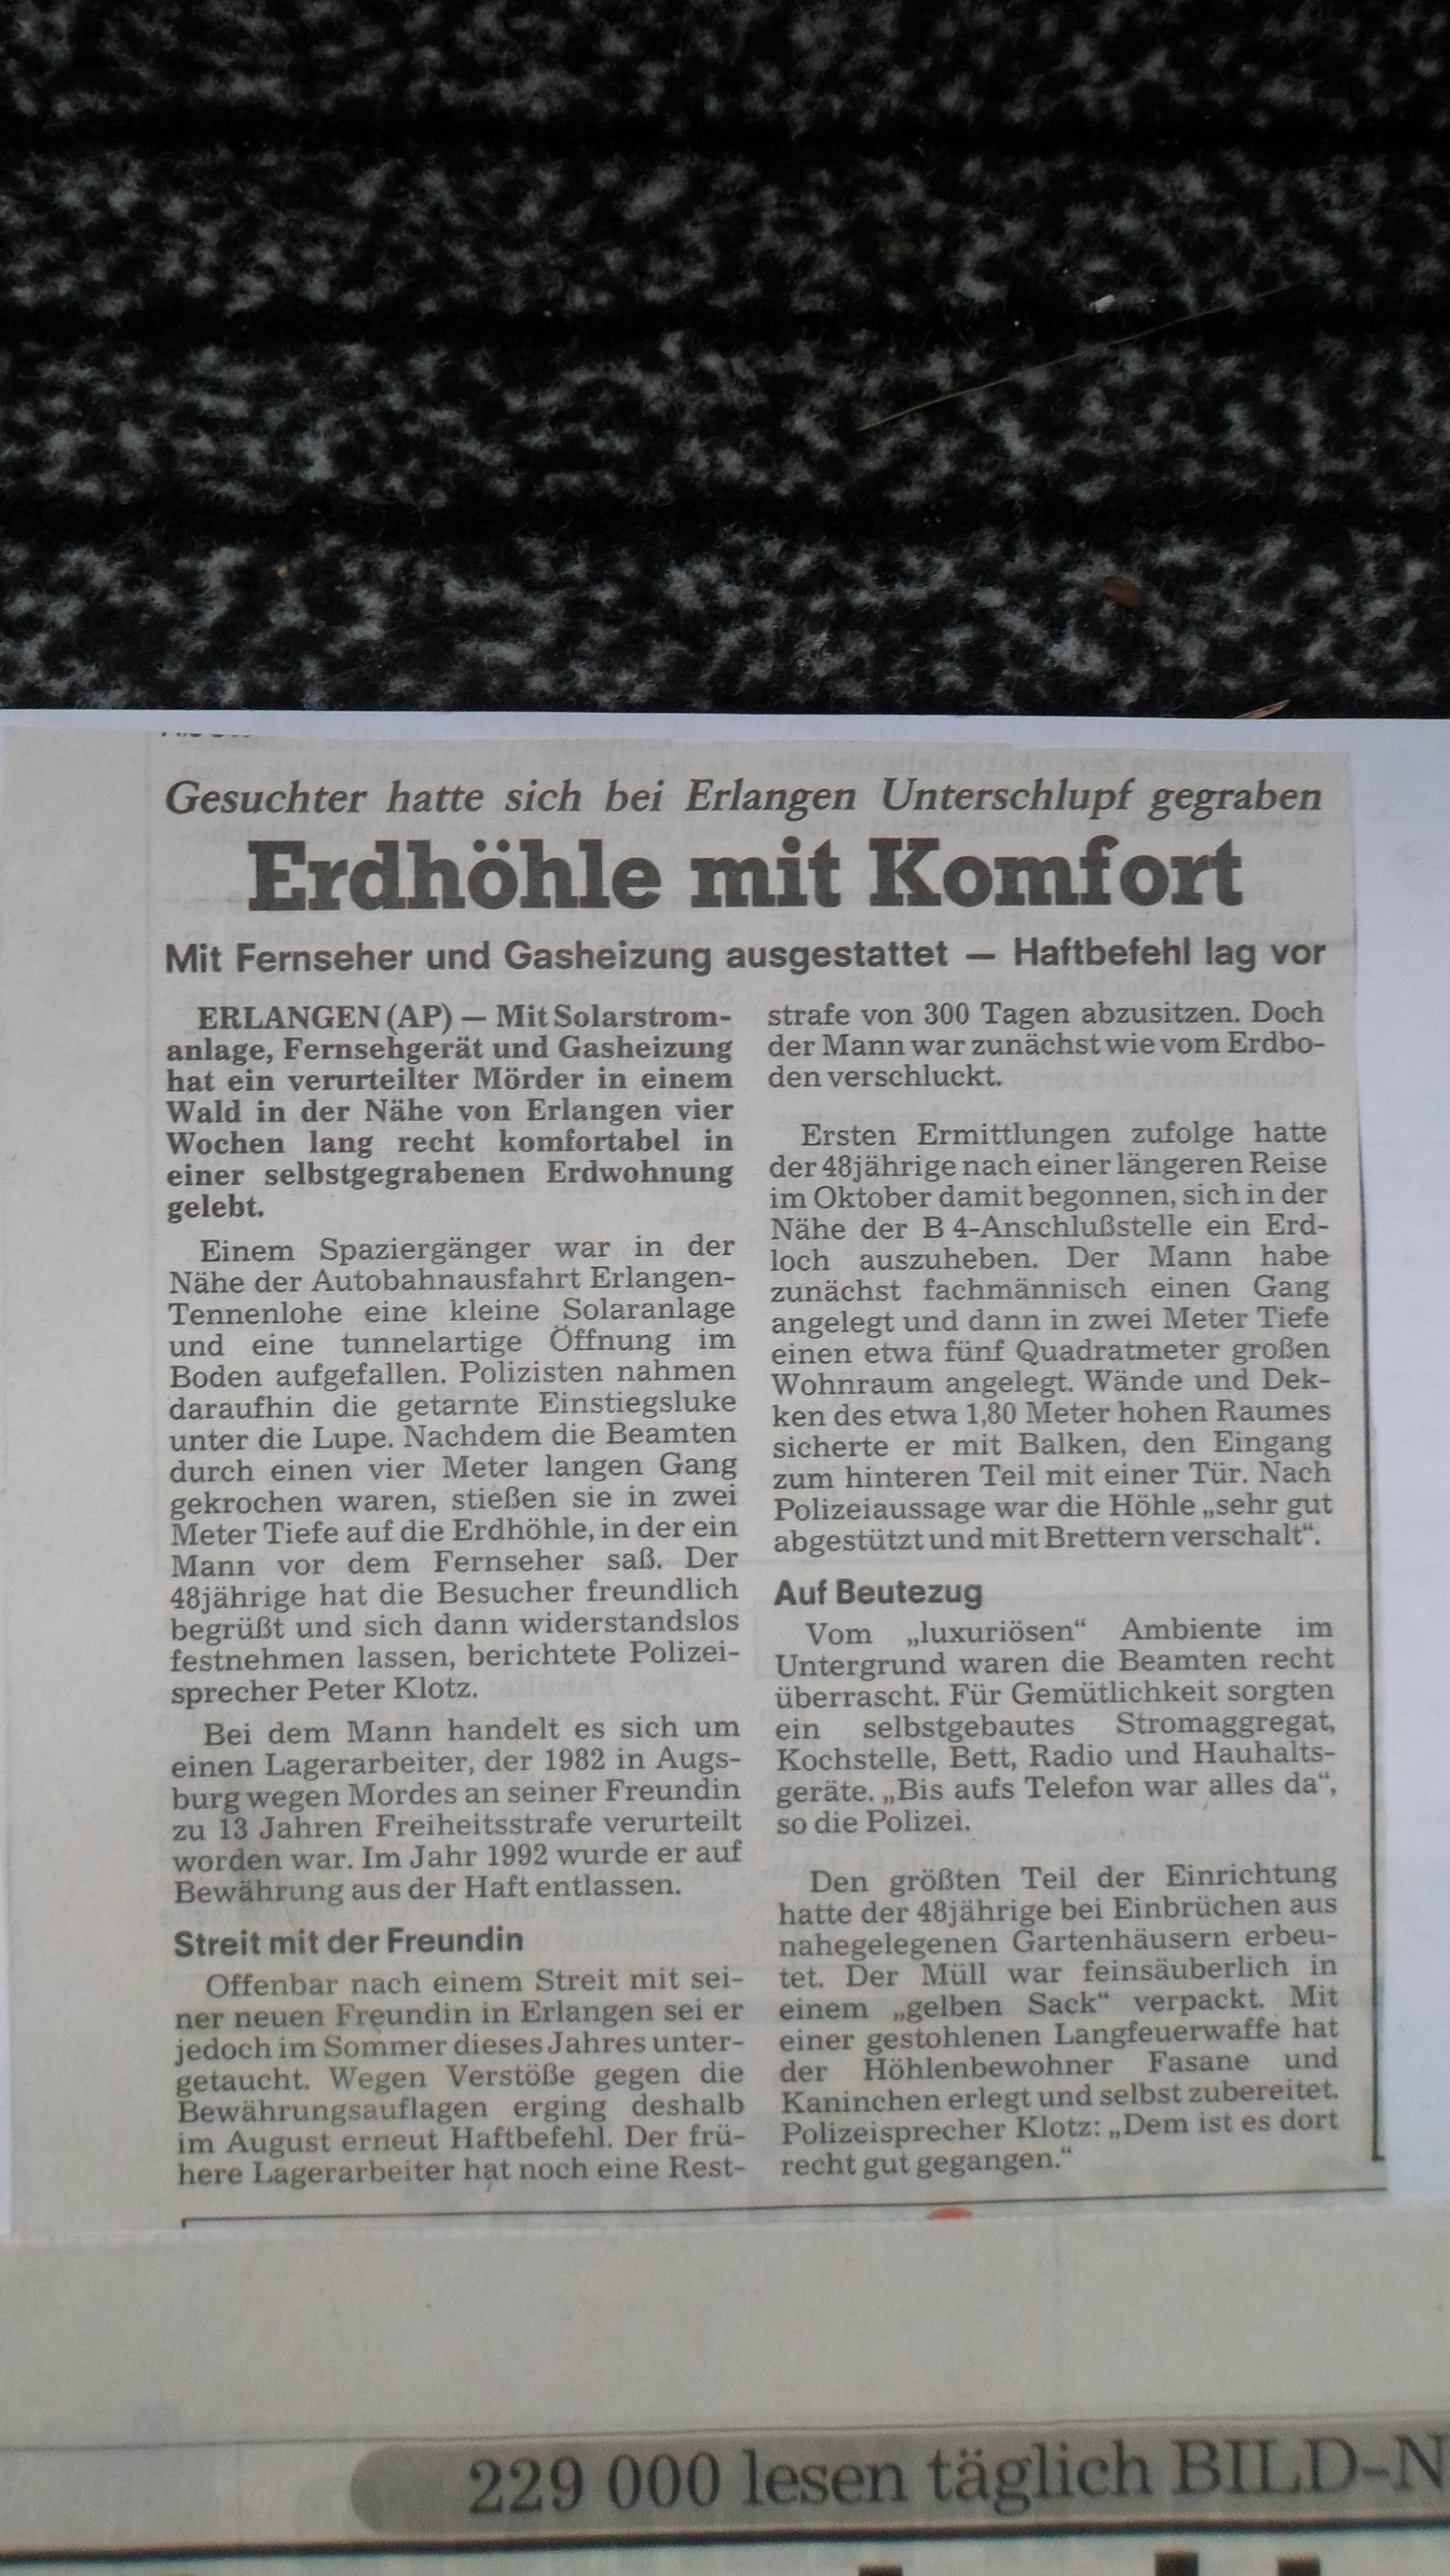 Gesuchter hatte sich bei Erlangen Unterschlupf gegraben
Erdhöhle mit Komfort
Mit Fernseher und Gasheizung ausgestattet — Haftbefehl lag vor
ERLANGEN (AP) — Mit Solarstrom-
anlage, Fernsehgerät und Gasheizung
hat ein verurteilter Mörder in einem
Wald in der Nähe von Erlangen vier
Wochen lang recht komfortabel in
einer selbstgegrabenen Erdwohnung
gelebt.
Einem Spaziergänger war in der
Nähe der Autobahnausfahrt Erlangen-
Tennenlohe eine kleine Solaranlage
und eine tunnelartige Öffnung im
Boden aufgefallen. Polizisten nahmen
daraufhin die getarnte Einstiegsluke
unter die Lupe. Nachdem die Beamten
durch einen vier Meter langen Gang
gekrochen waren, stießen sie in zwei
Meter Tiefe auf die Erdhöhle, in der ein
Mann vor dem Fernseher saß. Der
48jährige hat die Besucher freundlich
begrüßt und sich dann widerstandslos
festnehmen lassen, berichtete Polizei-
sprecher Peter Klotz.
Bei dem Mann handelt es sich um
einen Lagerarbeiter, der 1982 in Augs-
burg wegen Mordes an seiner Freundin
zu 13 Jahren Freiheitsstrafe verurteilt
worden war. Im Jahr 1992 wurde er auf
Bewährung aus der Haft entlassen.
Streit mit der Freundin
Offenbar nach einem Streit mit sei-
ner neuen Freundin in Erlangen sei er
jedoch im Sommer dieses Jahres unter-
getaucht. Wegen Verstöße gegen die
Bewährungsauflagen erging deshalb
im August erneut Haftbefehl. Der frü-
here Lagerarbeiter hat noch eine Rest-
strafe von 300 Tagen abzusitzen. Doch
der Mann war zunächst wie vom Erdbo-
den verschluckt.
Ersten Ermittlungen zufolge hatte
der 48jährige nach einer längeren Reise
im Oktober damit begonnen, sich in der
Nähe der B 4-Anschlußstelle ein Erd-
loch auszuheben. Der Mann habe
zunächst fachmännisch einen Gang
angelegt und dann in zwei Meter Tiefe
einen etwa fünf Quadratmeter großen
Wohnraum angelegt. Wände und Dek-
ken des etwa 1,80 Meter hohen Raumes
sicherte er mit Balken, den Eingang
zum hinteren Teil mit einer Tür. Nach
Polizeiaussage war die Höhle „sehr gut
abgestützt und mit Brettern verschalt“.
Auf Beutezug
Vom „luxuriösen“ Ambiente im
Untergrund waren die Beamten recht
überrascht. Für Gemütlichkeit sorgten
ein selbstgebautes Stromaggregat,
Kochstelle, Bett, Radio und Hauhalts-
geräte. „Bis aufs Telefon war alles da“,
so die Polizei.
Den größten Teil der Einrichtung
hatte der 48jährige bei Einbrüchen aus
nahegelegenen Gartenhäusern erbeu-
tet. Der Müll war feinsäuberlich in
einem „gelben Sack“ verpackt. Mit
einer gestohlenen Langfeuerwaffe hat
der Höhlenbewohner Fasane und
Kaninchen erlegt und selbst zubereitet.
Polizeisprecher Klotz: „Dem ist es dort
recht gut gegangen.“
229 000 lesen täglich BILD-N